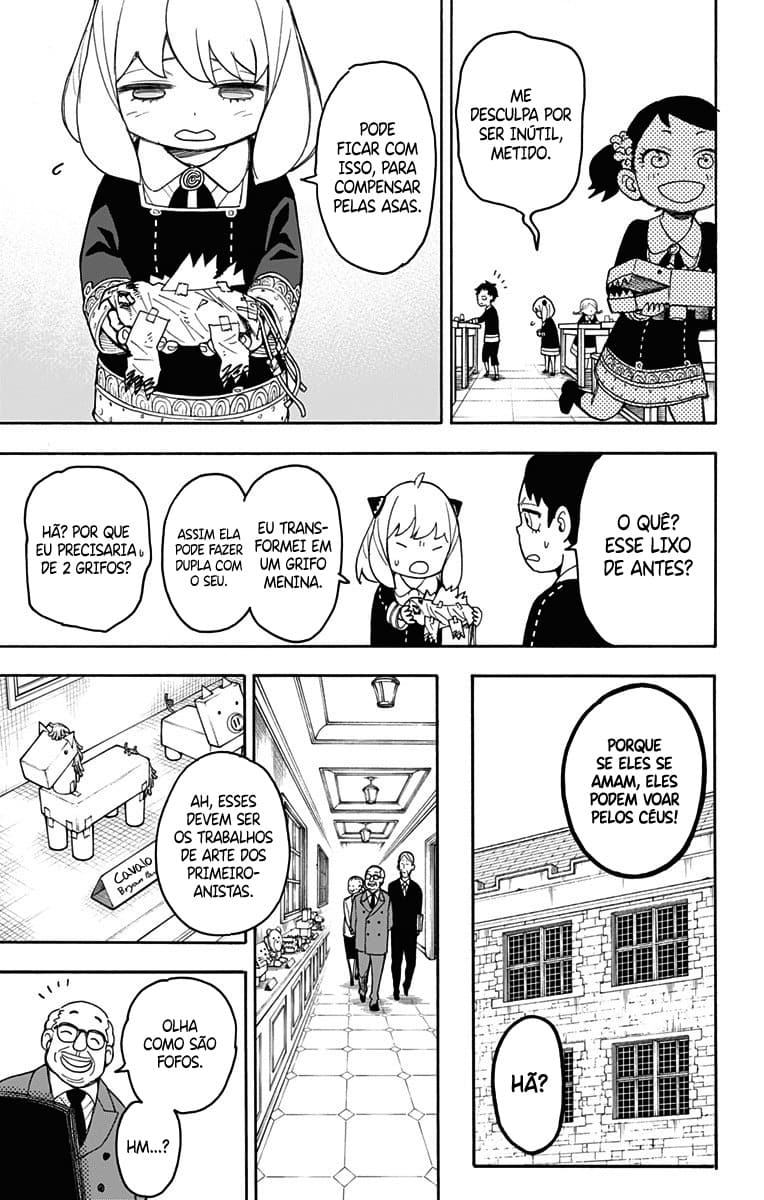 ME
DESCULPA POR
SER INÚTIL,
METIDO.
PODE
FICAR COM
ISSO, PARA
COMPENSAR
PELAS ASAS.
O QUÊ?
ESSE LIXO
DE ANTES?
EU TRANS-
FORMEI EM
UM GRIFO
MENINA.
ASSIM ELA
PODE FAZER
DUPLA COM
O SEU.
HÃ? POR QUE
EU PRECISARIA
DE 2 GRIFOS?
PORQUE
SE ELES SE
AMAM, ELES
PODEM VOAR
PELOS CÉUS!
HÃ?
AH, ESSES
DEVEM SER
OS TRABALHOS
DE ARTE DOS
PRIMEIRO-
ANISTAS.
Cavalo
OLHA
COMO SÃO
FOFOS.
HM...?